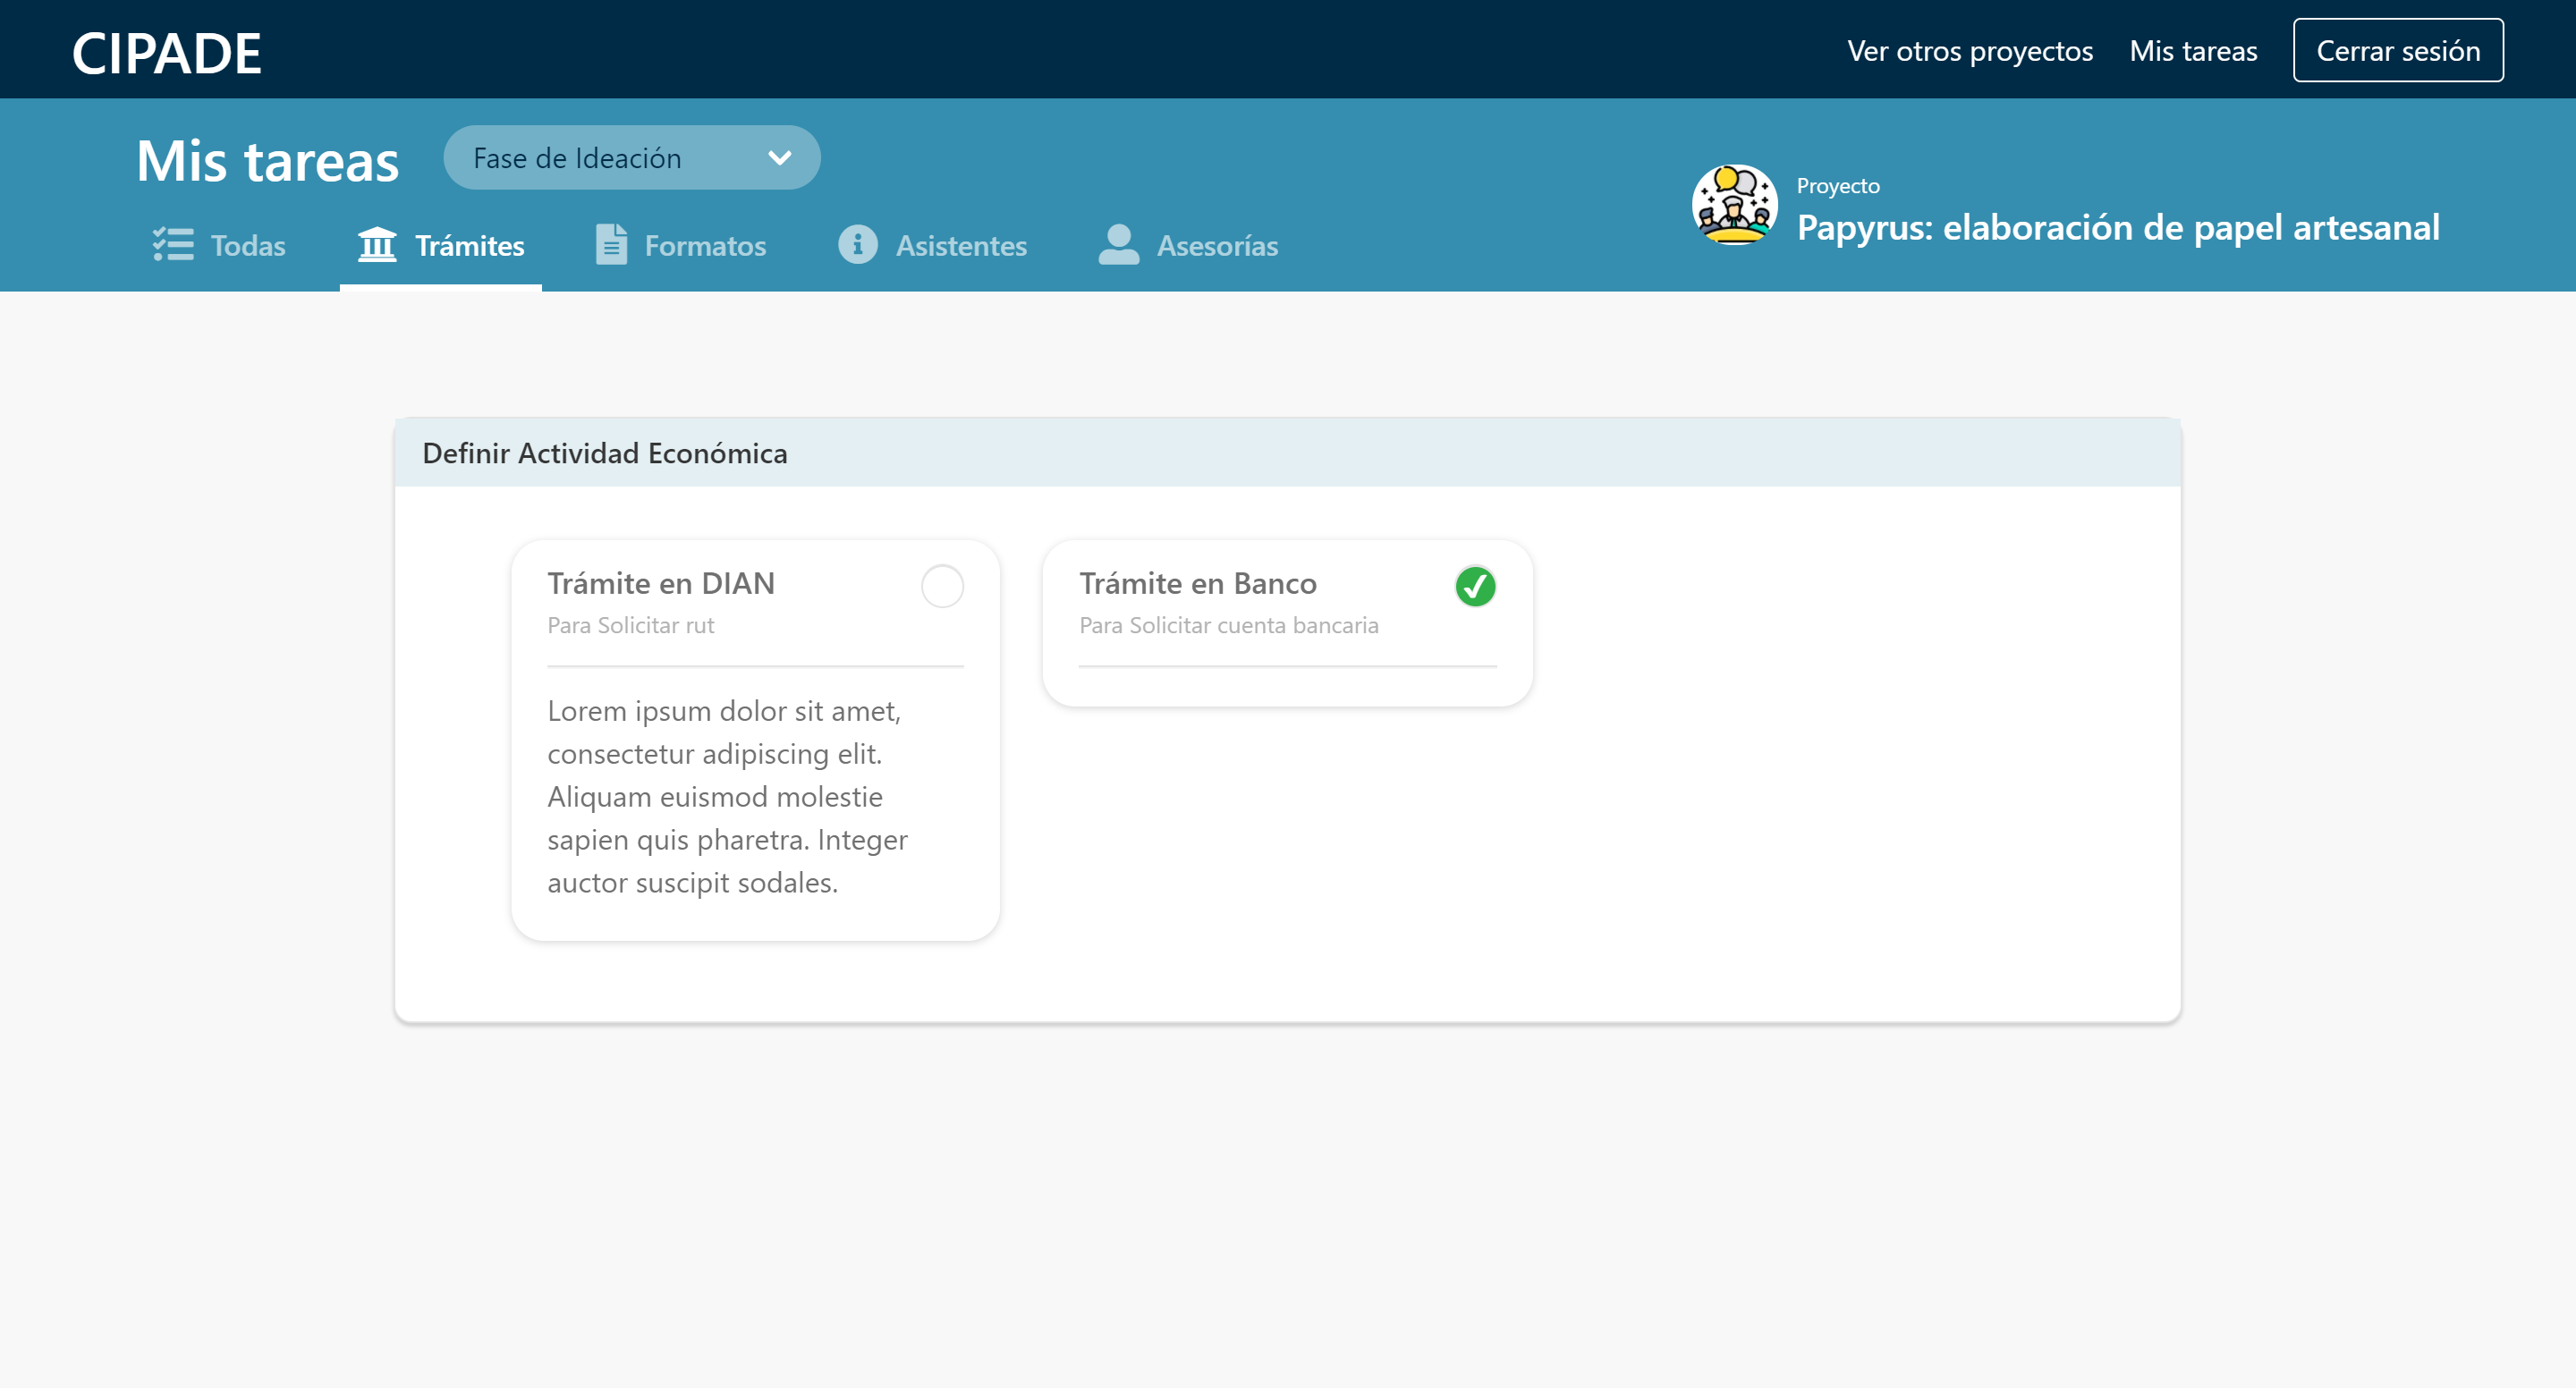 CIPADE
Ver otros proyectos
Mis tareas
Cerrar sesión
Mis tareas
Fase de Ideación
Todas
Trámites
Formatos
Asistentes
Asesorías
Proyecto
Papyrus: elaboración de papel artesanal
Definir Actividad Económica
Trámite en DIAN
Para Solicitar rut
Lorem ipsum dolor sit amet,
consectetur adipiscing elit.
Aliquam euismod molestie
sapien quis pharetra. Integer
auctor suscipit sodales.
Trámite en Banco
Para Solicitar cuenta bancaria